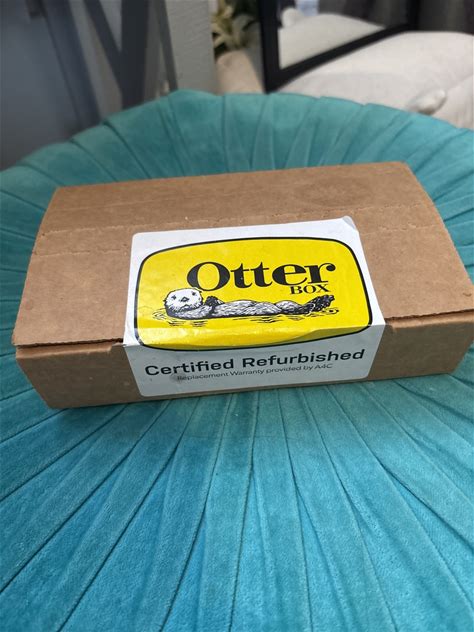 Otter
BOX
Certified Refurbished
Replacement Warranty provided by A4C